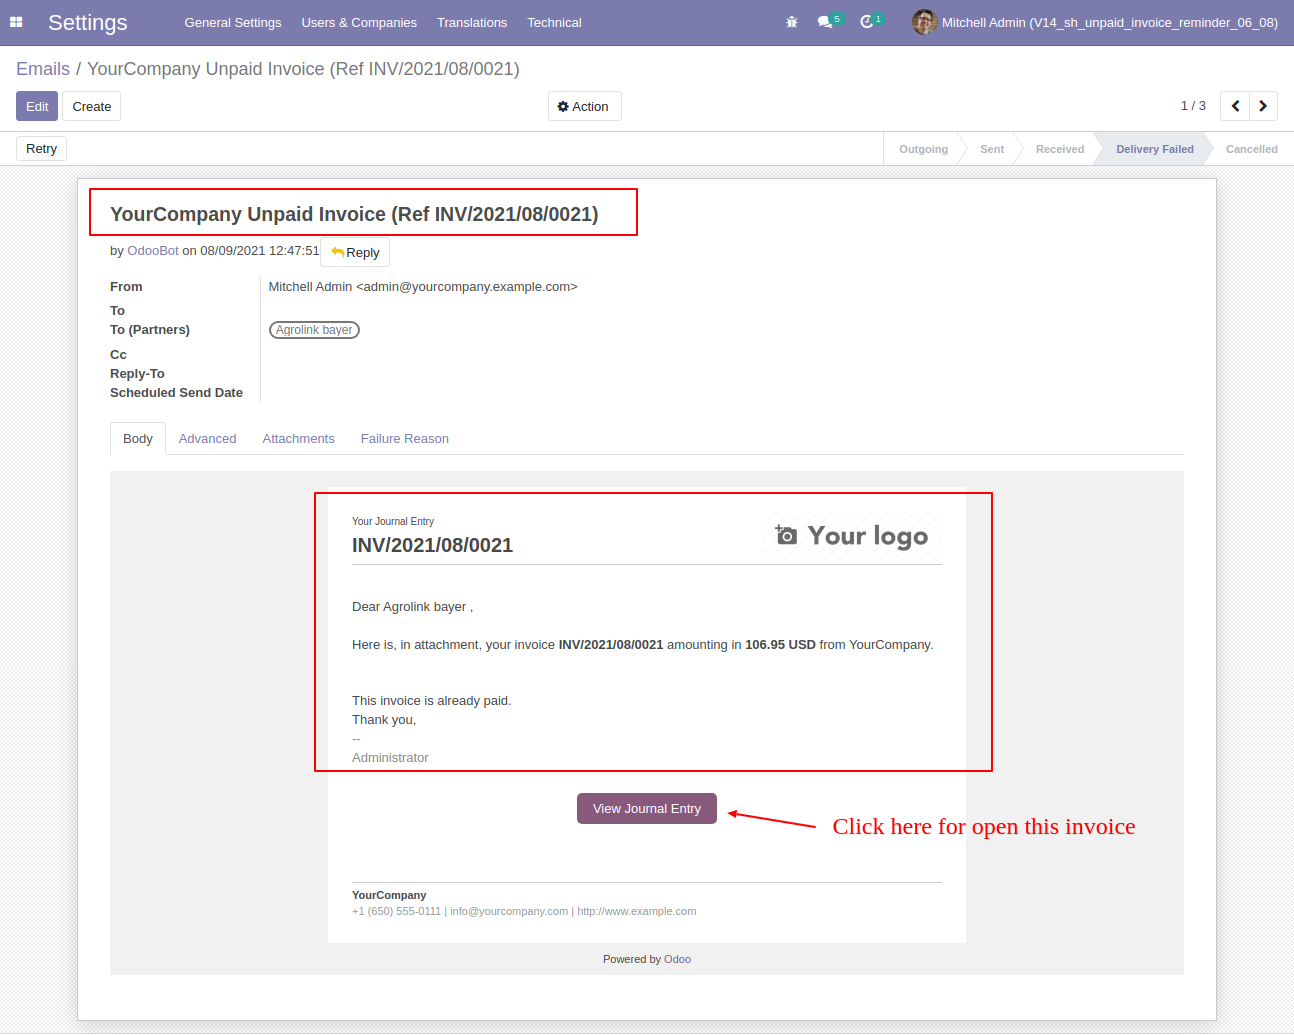 Settings General Settings Users & Companies Translations Technical 5 1 Mitchell Admin (V14_sh_unpaid_invoice_reminder_06_08)
Emails / YourCompany Unpaid Invoice (Ref INV/2021/08/0021)
Edit Create Action 1 / 3
Retry Outgoing Sent Received Delivery Failed Cancelled
YourCompany Unpaid Invoice (Ref INV/2021/08/0021)
by OdooBot on 08/09/2021 12:47:51 Reply
From Mitchell Admin <admin@yourcompany.example.com>
To
To (Partners) Agrolink bayer
Cc
Reply-To
Scheduled Send Date
Body Advanced Attachments Failure Reason
Your Journal Entry
INV/2021/08/0021 Your logo
Dear Agrolink bayer ,
Here is, in attachment, your invoice INV/2021/08/0021 amounting in 106.95 USD from YourCompany.
This invoice is already paid.
Thank you,
--
Administrator
View Journal Entry
Click here for open this invoice
YourCompany
+1 (650) 555-0111 | info@yourcompany.com | http://www.example.com
Powered by Odoo